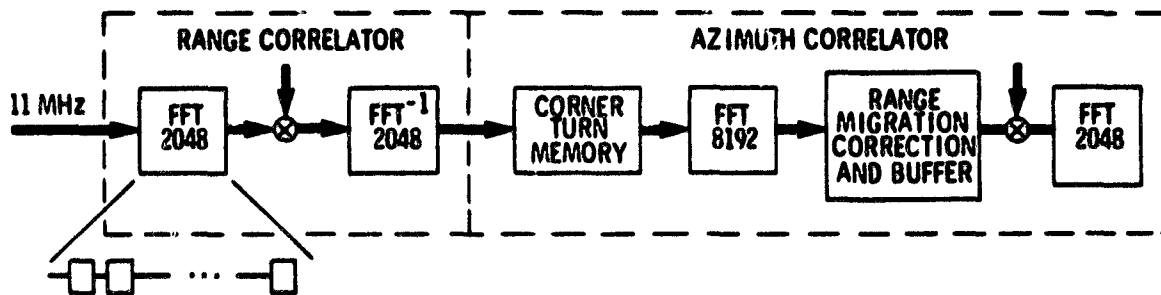 RANGE CORRELATOR
AZIMUTH CORRELATOR
11 MHz
FFT
2048
FFT-1
2048
CORNER
TURN
MEMORY
FFT
8192
RANGE
MIGRATION
CORRECTION
AND BUFFER
FFT
2048
...